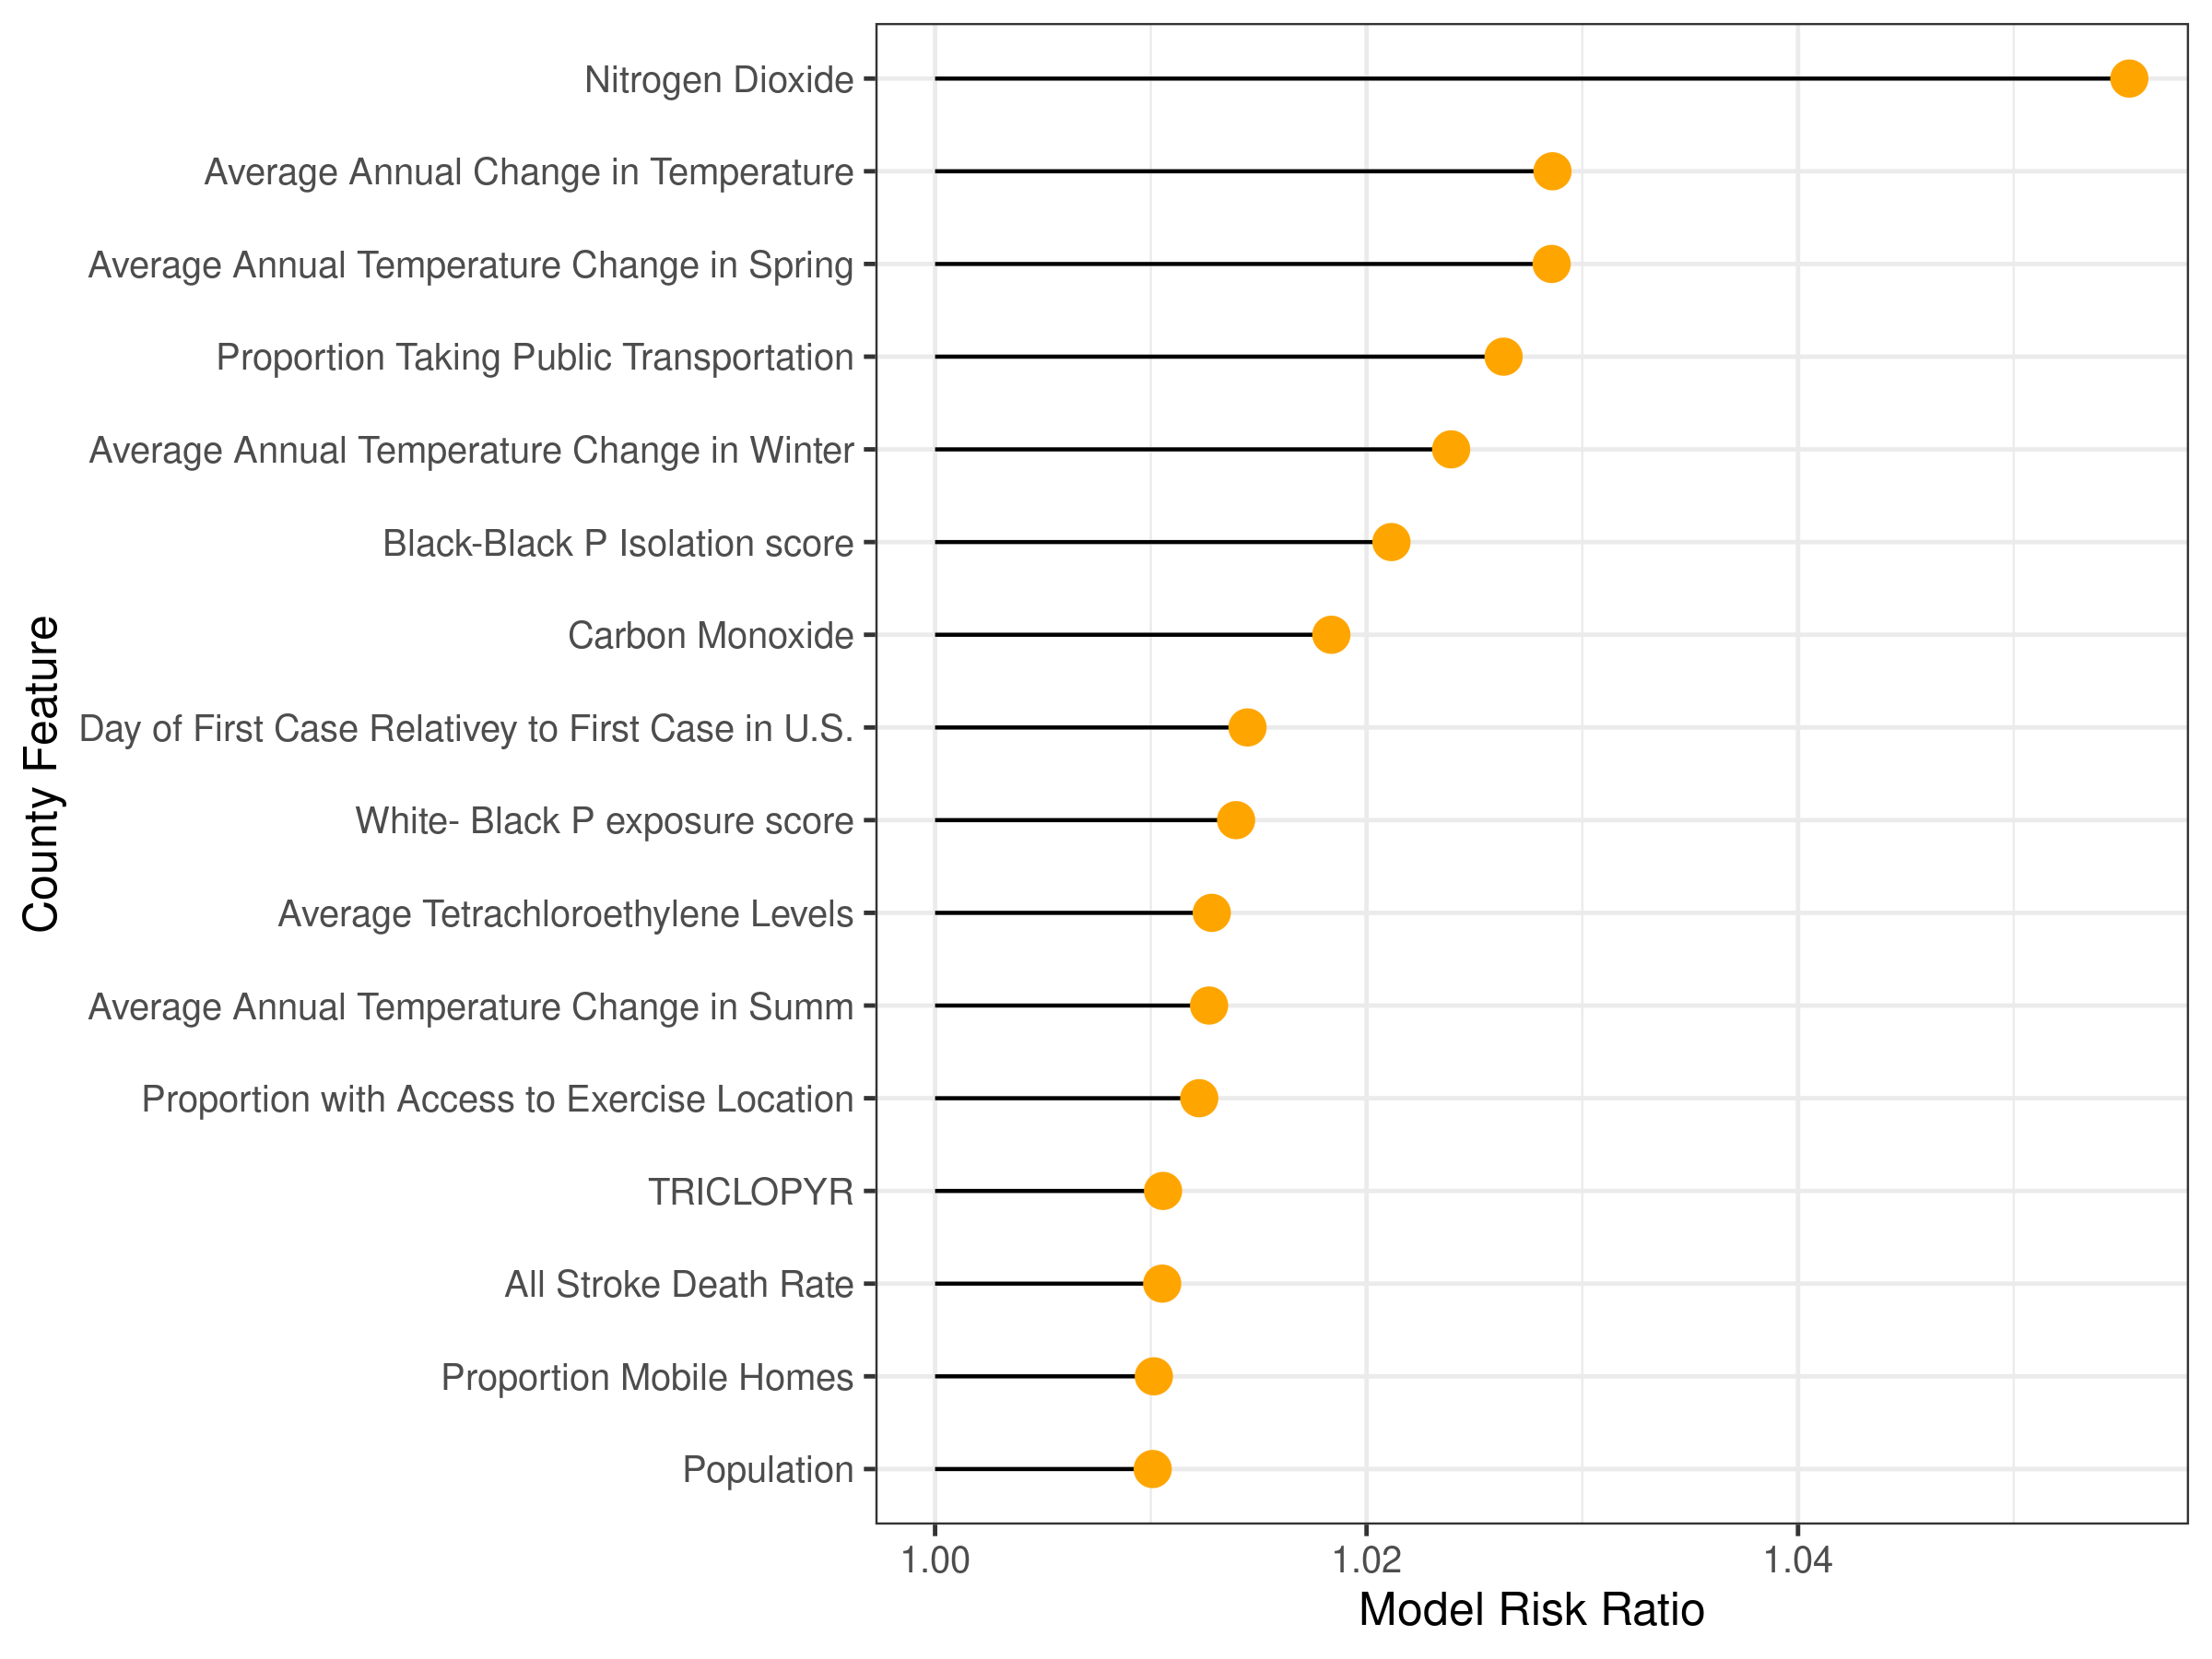 Nitrogen Dioxide
Average Annual Change in Temperature
Average Annual Temperature Change in Spring
Proportion Taking Public Transportation
Average Annual Temperature Change in Winter
Black-Black P Isolation score
Carbon Monoxide
Day of First Case Relativey to First Case in U.S.
White- Black P exposure score
Average Tetrachloroethylene Levels
Average Annual Temperature Change in Summ
Proportion with Access to Exercise Location
TRICLOPYR
All Stroke Death Rate
Proportion Mobile Homes
Population
County Feature
1.00 1.02 1.04
Model Risk Ratio